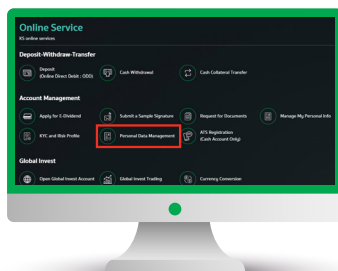 Online Service
KS online services
Deposit-Withdraw-Transfer
Deposit
(Online Direct Debit : ODD)
Cash Withdrawal
Cash Collateral Transfer
Account Management
Apply for E-Dividend
Submit a Sample Signature
Request for Documents
Manage My Personal Info
KYC and Risk Profile
Personal Data Management
ATS Registration
(Cash Account Only)
Global Invest
Open Global Invest Account
Global Invest Trading
Currency Conversion